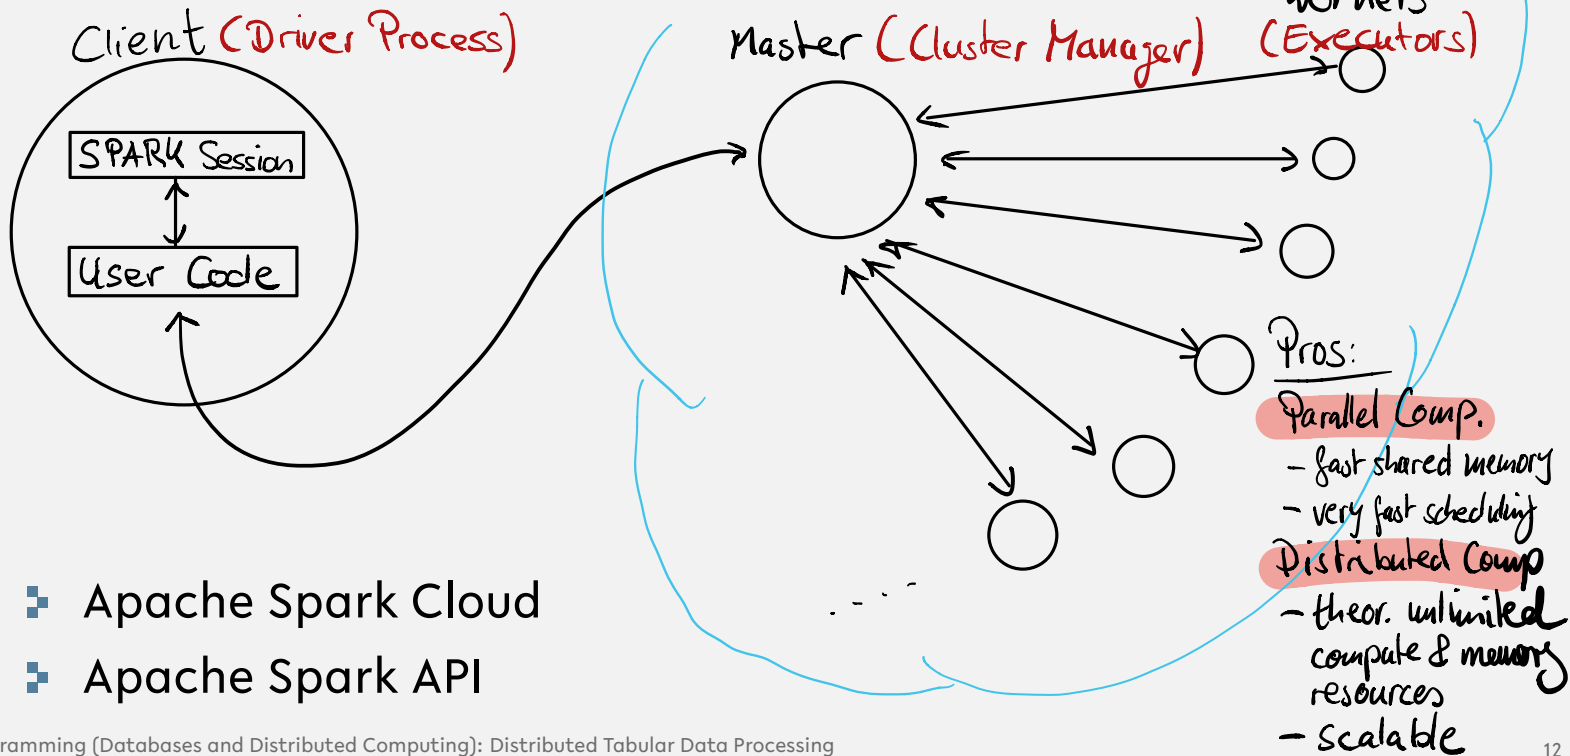 Workers
Client (Driver Process)
Master (Cluster Manager)
(Executors)
SPARK Session
User Code
Pros:
Parallel Comp.
- fast shared memory
- very fast scheduling
Distributed Comp
- theor. unlimited
compute & memory
resources
- scalable
Apache Spark Cloud
Apache Spark API
ramming (Databases and Distributed Computing): Distributed Tabular Data Processing
12